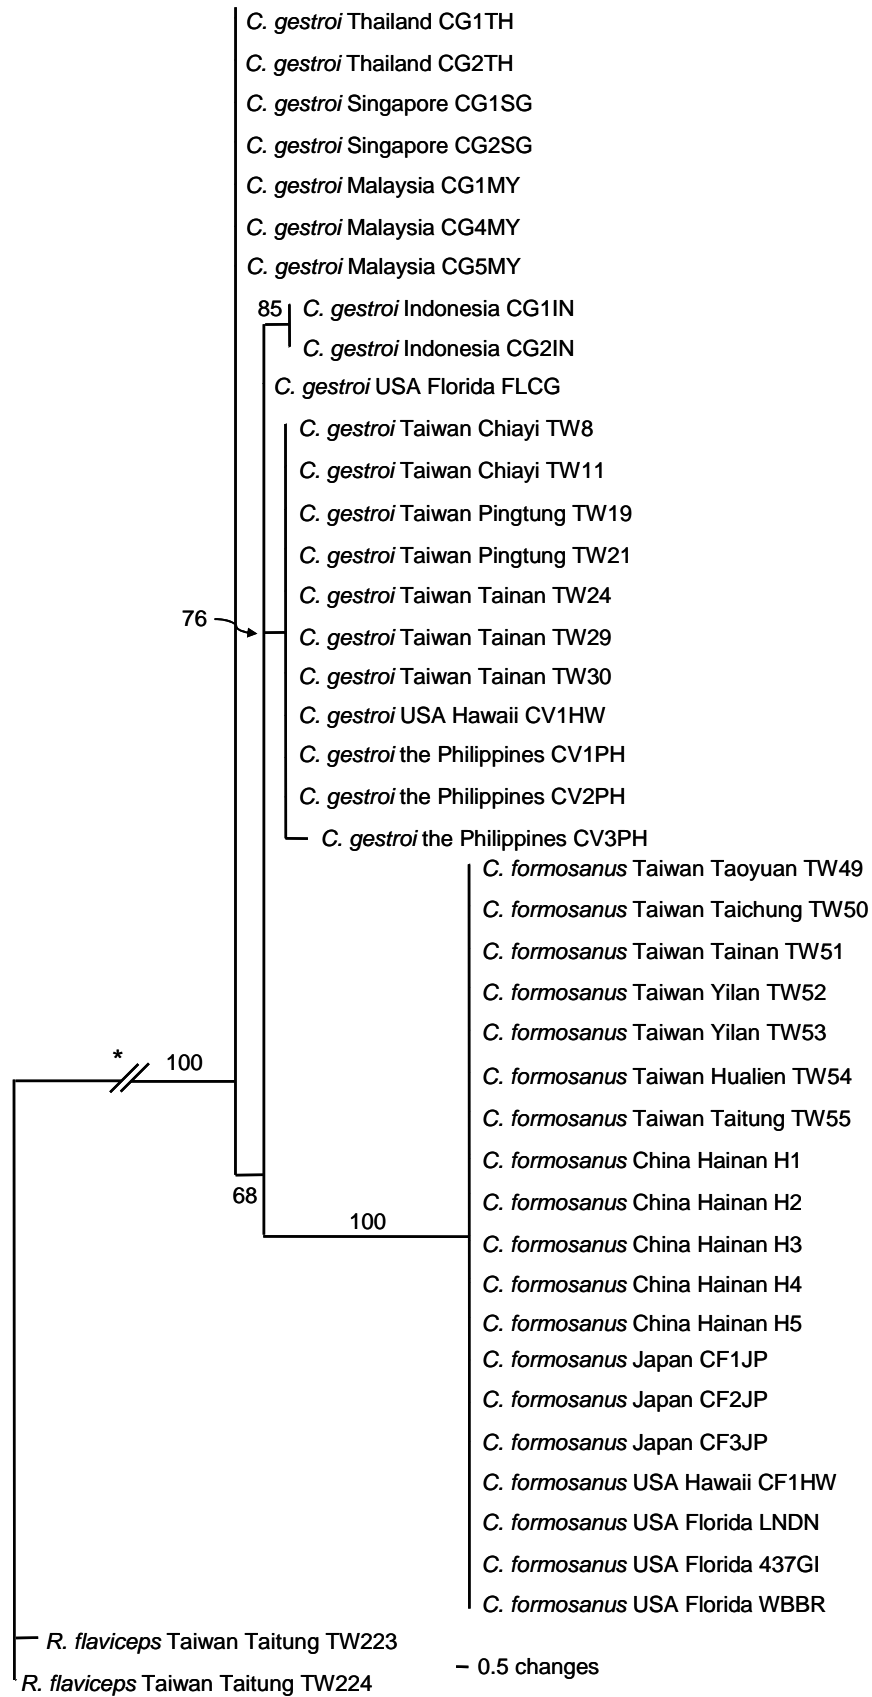 C. gestroi Thailand CG1TH
C. gestroi Thailand CG2TH
C. gestroi Singapore CG1SG
C. gestroi Singapore CG2SG
C. gestroi Malaysia CG1MY
C. gestroi Malaysia CG4MY
C. gestroi Malaysia CG5MY
85
C. gestroi Indonesia CG1IN
C. gestroi Indonesia CG2IN
C. gestroi USA Florida FLCG
C. gestroi Taiwan Chiayi TW8
C. gestroi Taiwan Chiayi TW11
C. gestroi Taiwan Pingtung TW19
C. gestroi Taiwan Pingtung TW21
C. gestroi Taiwan Tainan TW24
76
C. gestroi Taiwan Tainan TW29
C. gestroi Taiwan Tainan TW30
C. gestroi USA Hawaii CV1HW
C. gestroi the Philippines CV1PH
C. gestroi the Philippines CV2PH
C. gestroi the Philippines CV3PH
C. formosanus Taiwan Taoyuan TW49
C. formosanus Taiwan Taichung TW50
C. formosanus Taiwan Tainan TW51
C. formosanus Taiwan Yilan TW52
C. formosanus Taiwan Yilan TW53
* 100
C. formosanus Taiwan Hualien TW54
C. formosanus Taiwan Taitung TW55
C. formosanus China Hainan H1
68
C. formosanus China Hainan H2
100
C. formosanus China Hainan H3
C. formosanus China Hainan H4
C. formosanus China Hainan H5
C. formosanus Japan CF1JP
C. formosanus Japan CF2JP
C. formosanus Japan CF3JP
C. formosanus USA Hawaii CF1HW
C. formosanus USA Florida LNDN
C. formosanus USA Florida 437GI
C. formosanus USA Florida WBBR
R. flaviceps Taiwan Taitung TW223
0.5 changes
R. flaviceps Taiwan Taitung TW224